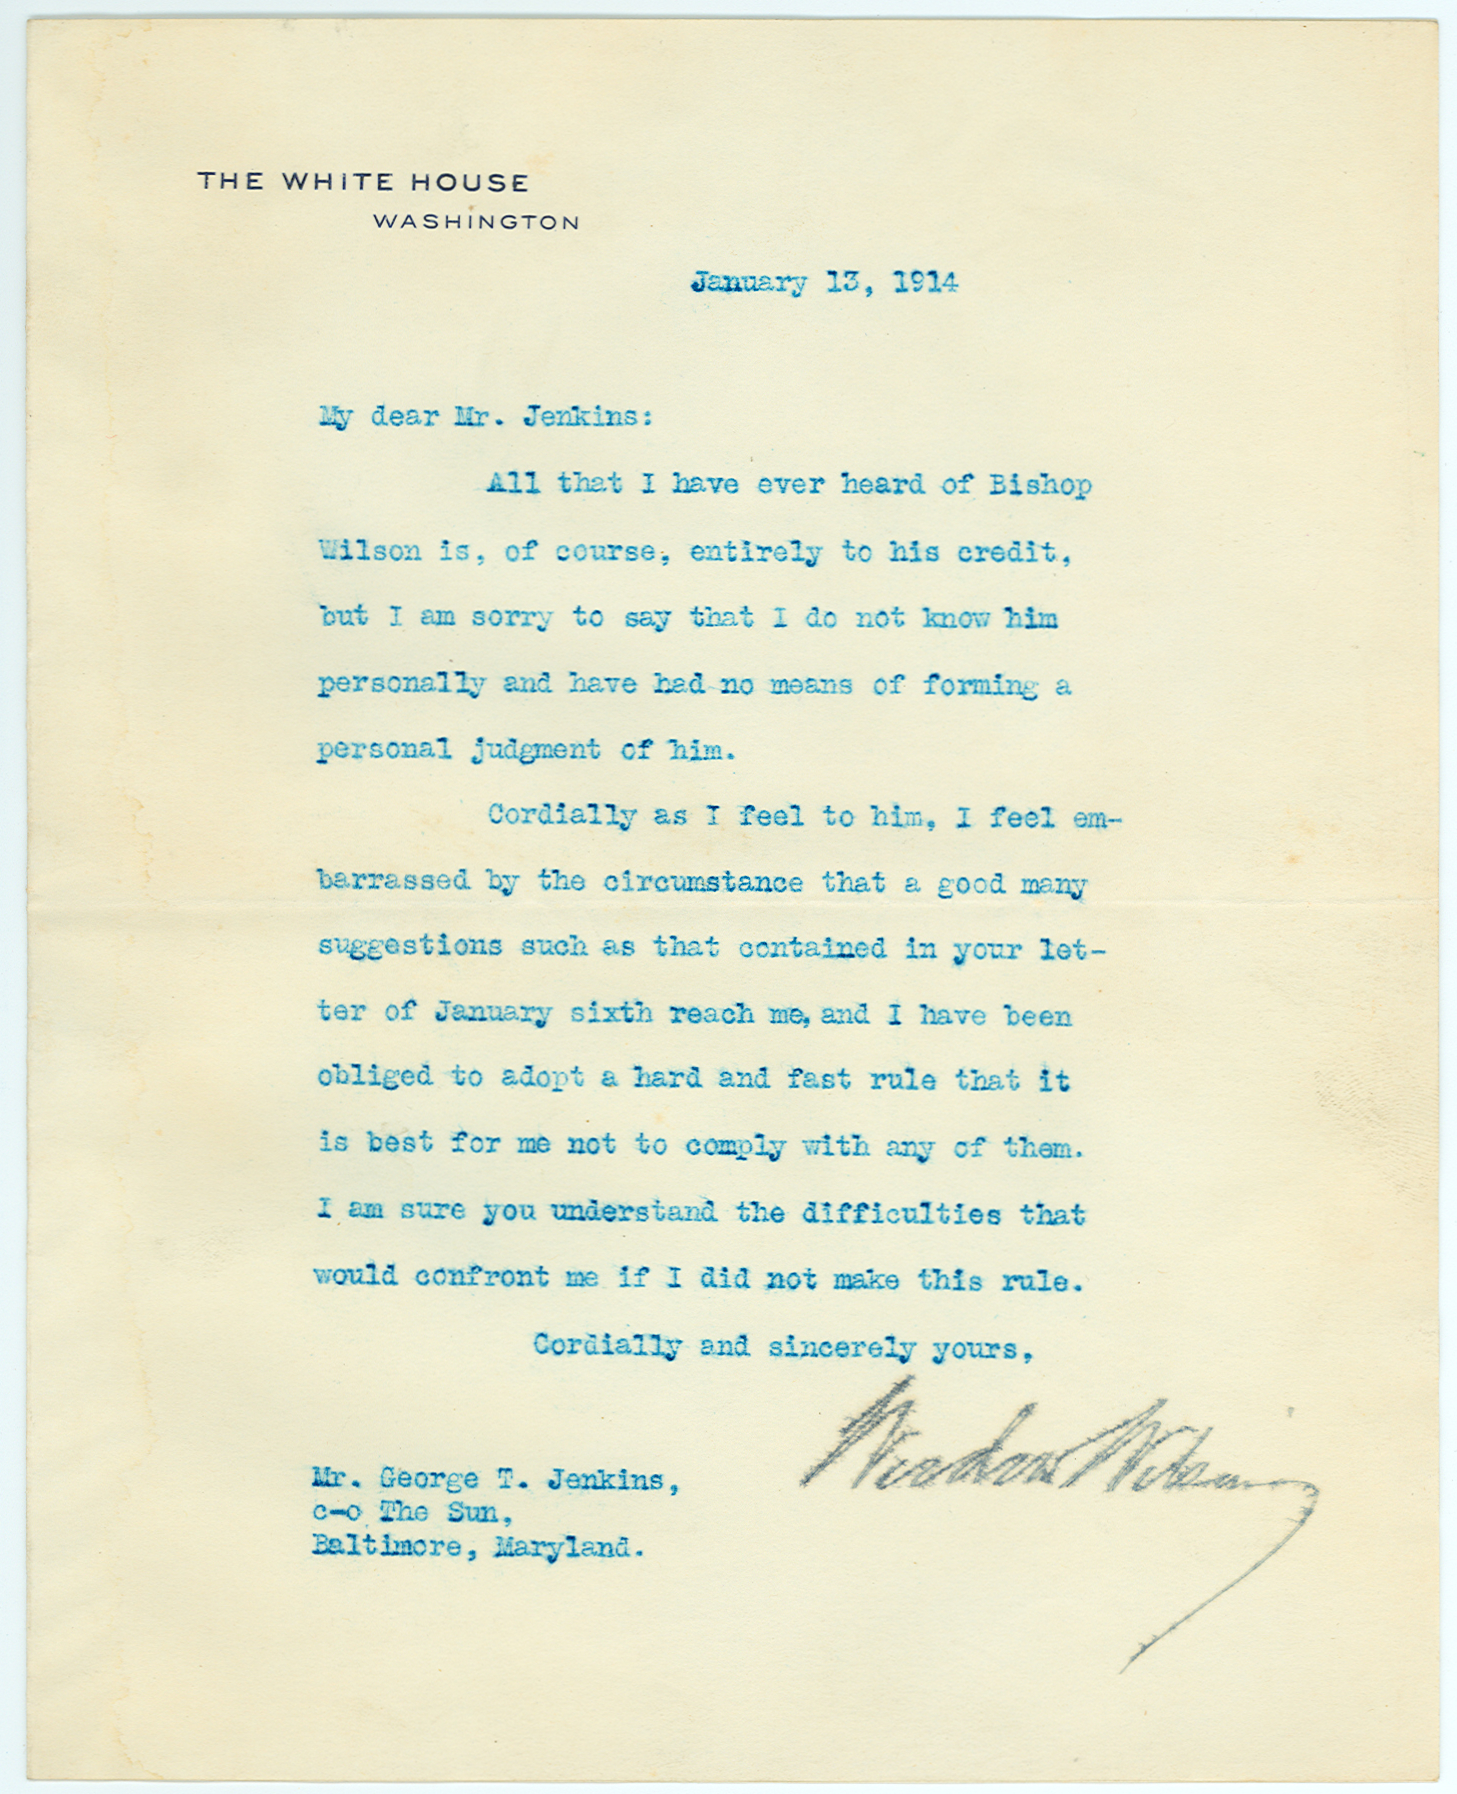 THE WHITE HOUSE
WASHINGTON
January 13, 1914
My dear Mr. Jenkins:
All that I have ever heard of Bishop
Wilson is, of course, entirely to his credit,
but I am sorry to say that I do not know him
personally and have had no means of forming a
personal judgment of him.
Cordially as I feel to him, I feel em-
barrassed by the circumstance that a good many
suggestions such as that contained in your let-
ter of January sixth reach me, and I have been
obliged to adopt a hard and fast rule that it
is best for me not to comply with any of them.
I am sure you understand the difficulties that
would confront me if I did not make this rule.
Cordially and sincerely yours,
Woodrow Wilson
Mr. George T. Jenkins,
c-o The Sun,
Baltimore, Maryland.